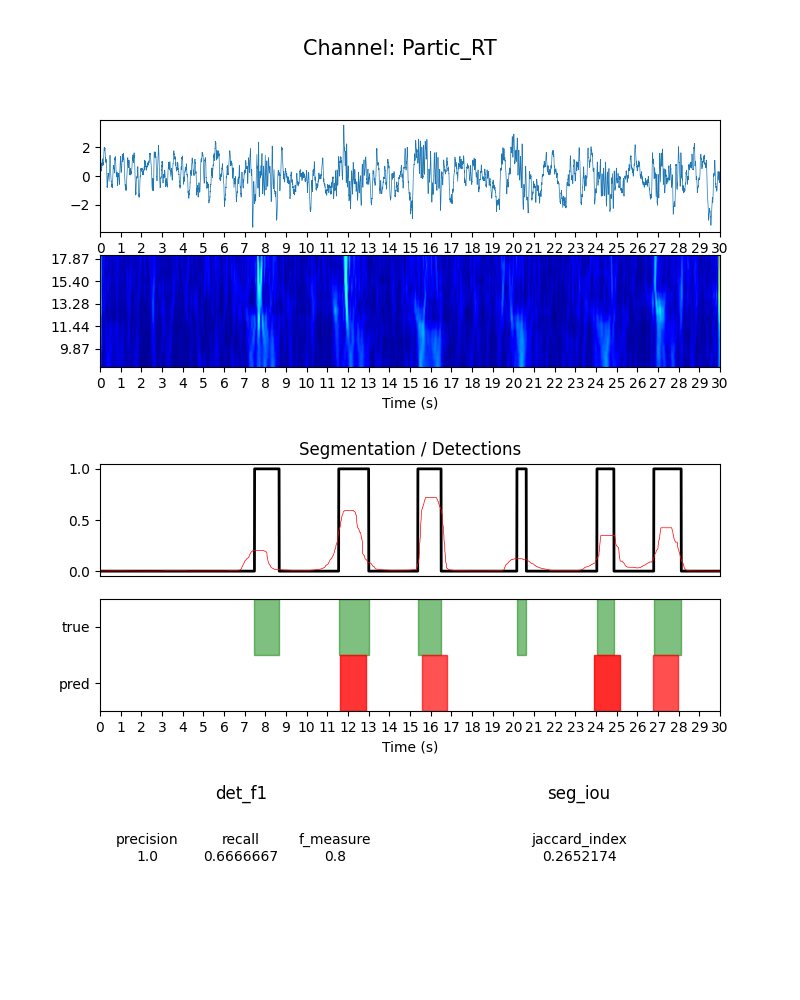 Channel: Partic_RT
2
0
−2
0 1 2 3 4 5 6 7 8 9 10 11 12 13 14 15 16 17 18 19 20 21 22 23 24 25 26 27 28 29 30
17.87
15.40
13.28
11.44
9.87
0 1 2 3 4 5 6 7 8 9 10 11 12 13 14 15 16 17 18 19 20 21 22 23 24 25 26 27 28 29 30
Time (s)
Segmentation / Detections
1.0
0.5
0.0
true
pred
0 1 2 3 4 5 6 7 8 9 10 11 12 13 14 15 16 17 18 19 20 21 22 23 24 25 26 27 28 29 30
Time (s)
det_f1 seg_iou
precision recall f_measure jaccard_index
1.0 0.6666667 0.8 0.2652174